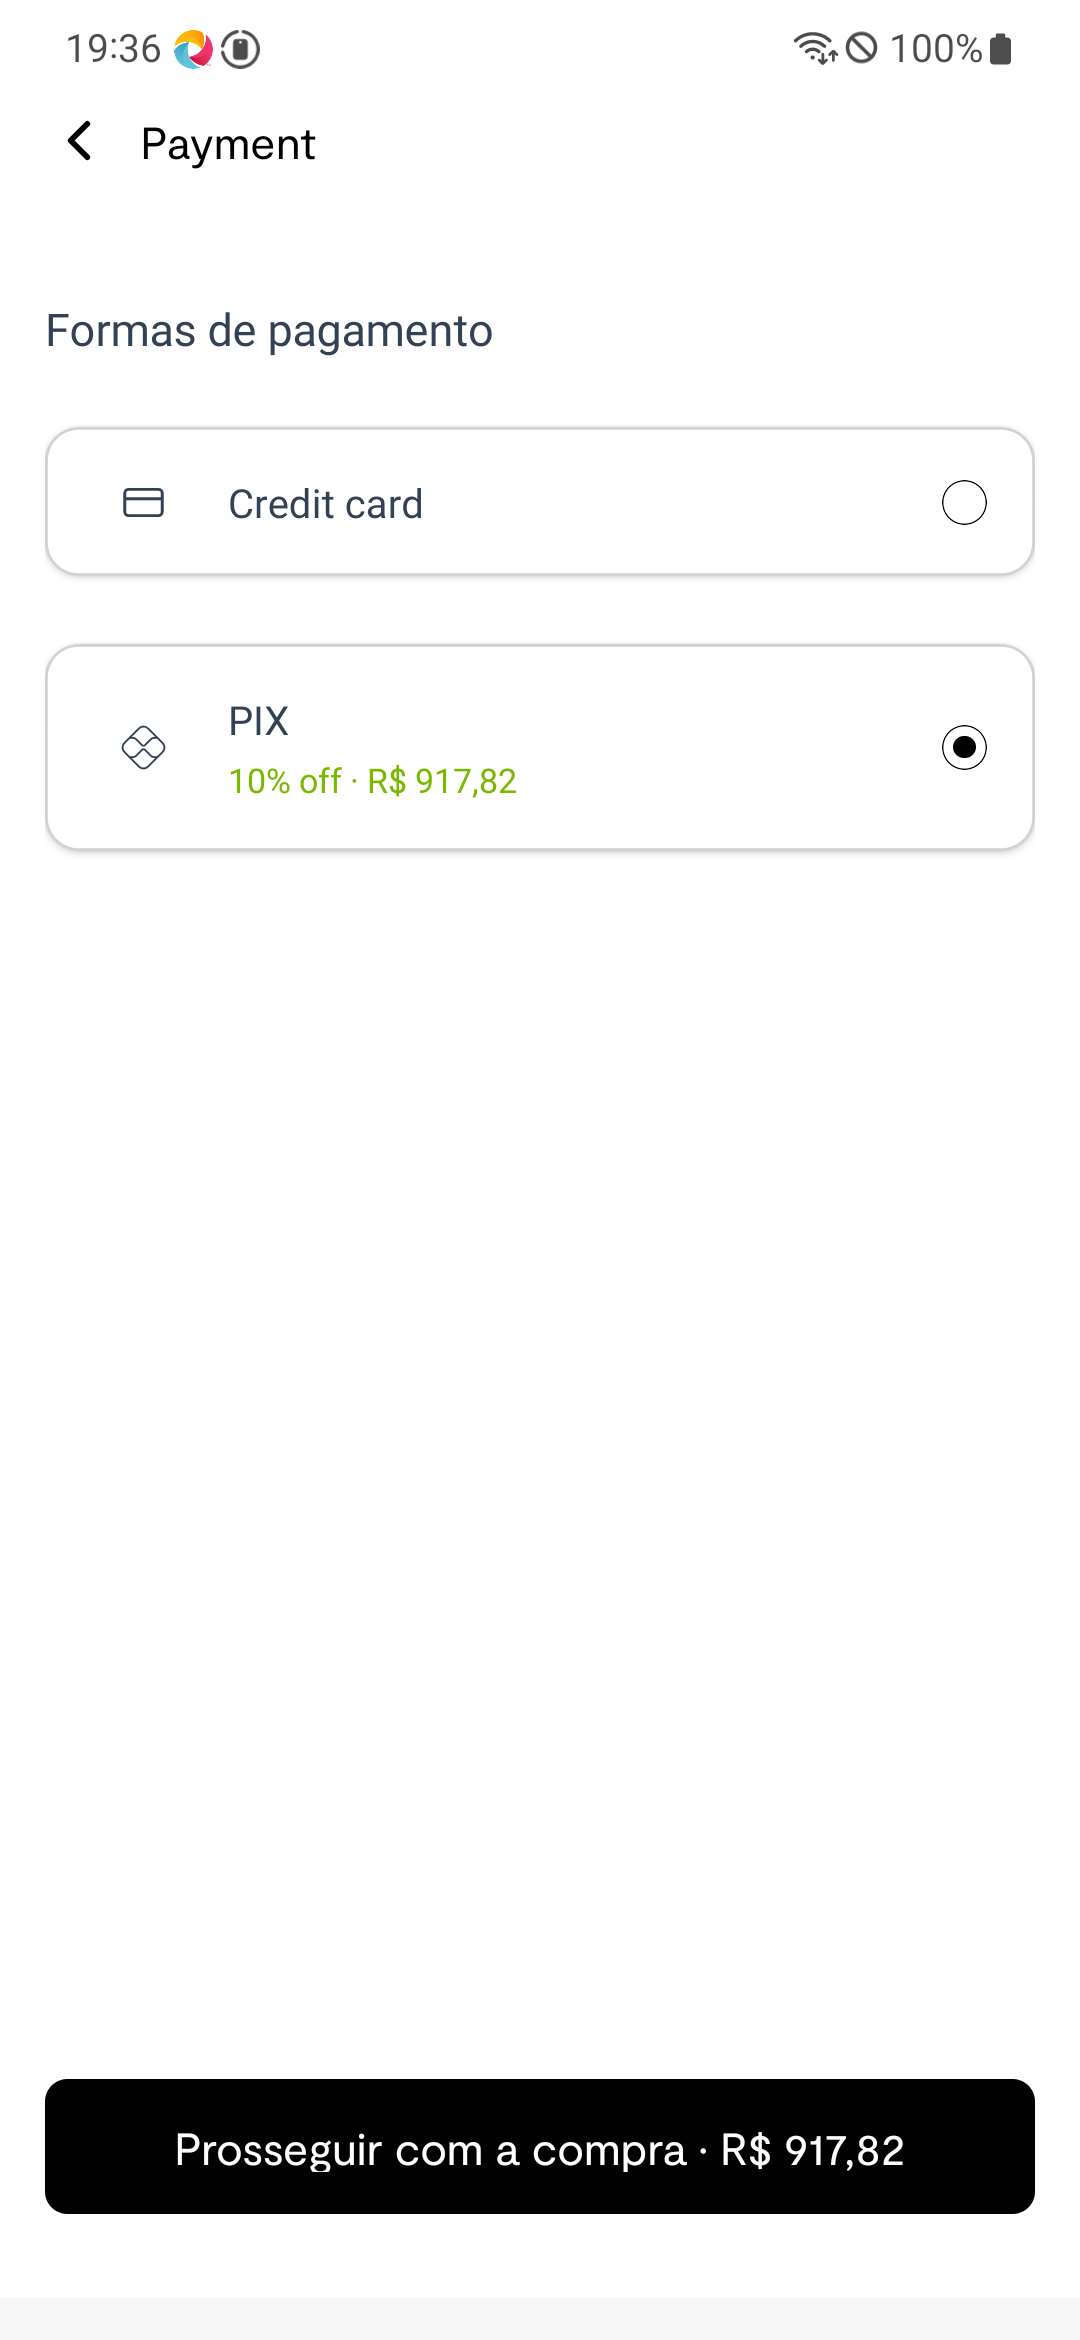 19:36
100%
Payment
Formas de pagamento
Credit card
PIX
10% off · R$ 917,82
Prosseguir com a compra · R$ 917,82